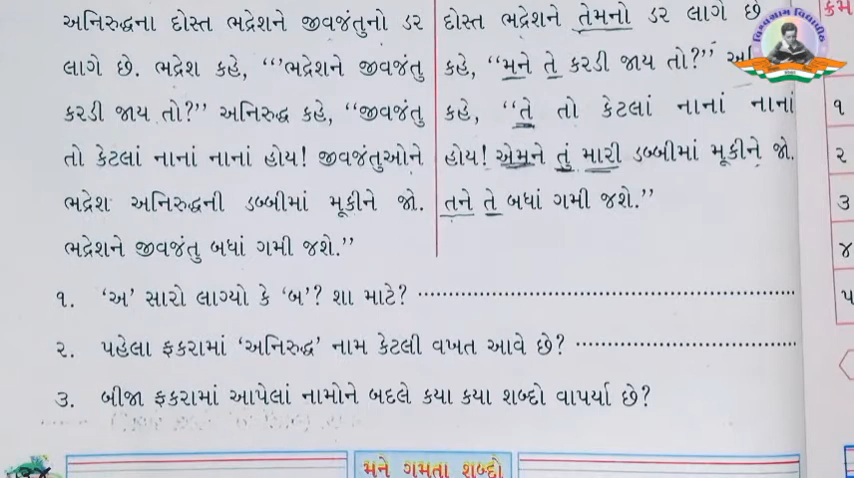 અનિરુદ્ધના દોસ્ત ભદ્રેશને જીવજંતુનો ડર
લાગે છે. ભદ્રેશ કહે, “‘ભદ્રેશને જીવજંતુ
કરડી જાય તો?’’ અનિરુદ્ધ કહે, “જીવજંતુ
તો કેટલાં નાનાં નાનાં હોય! જીવજંતુઓને
ભદ્રેશ અનિરુદ્ધની ડબ્બીમાં મૂકીને જો.
ભદ્રેશને જીવજંતુ બધાં ગમી જશે.”
દોસ્ત ભદ્રેશને તેમનો ડર લાગે છે
કહે, “મને તે કરડી જાય તો?”
કહે, “તે તો કેટલાં નાનાં નાનાં
હોય! એમને તું મારી ડબ્બીમાં મૂકીને જો.
તને તે બધાં ગમી જશે.”
વિશ્વગ્રામ વિદ્યાપીઠ
ક્રમ
૧
૨
૩
૪
૫
૧. ‘અ’ સારો લાગ્યો કે ‘બ’? શા માટે?
૨. પહેલા ફકરામાં ‘અનિરુદ્ધ’ નામ કેટલી વખત આવે છે?
૩. બીજા ફકરામાં આપેલાં નામોને બદલે કયા કયા શબ્દો વાપર્યા છે?
મને ગમતા શબ્દો